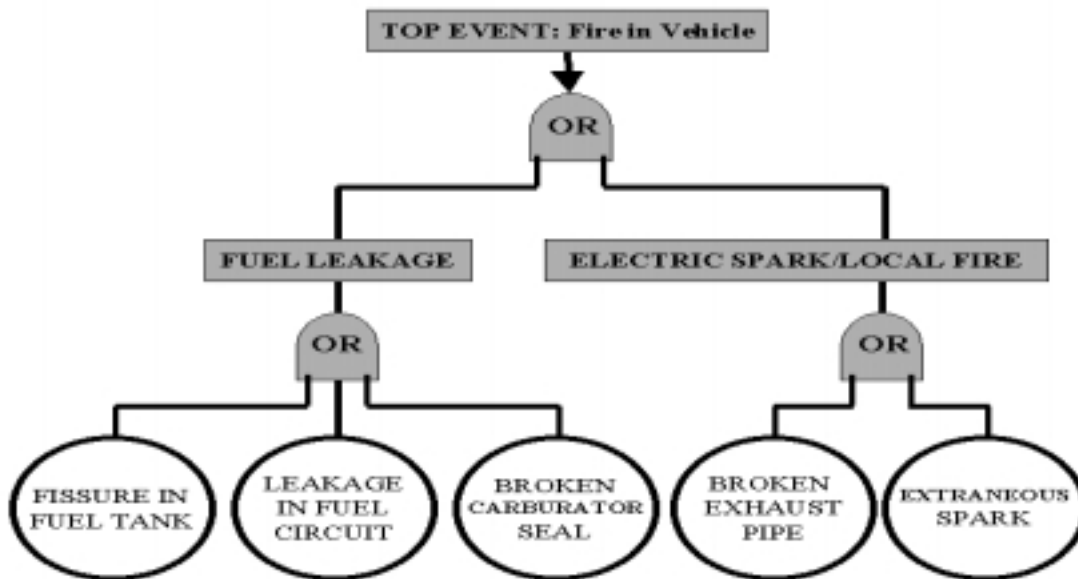 TOP EVENT: Fire in Vehicle
OR
FUEL LEAKAGE
ELECTRIC SPARK/LOCAL FIRE
OR
OR
FISSURE IN
FUEL TANK
LEAKAGE
IN FUEL
CIRCUIT
BROKEN
CARBURATOR
SEAL
BROKEN
EXHAUST
PIPE
EXTRANEOUS
SPARK